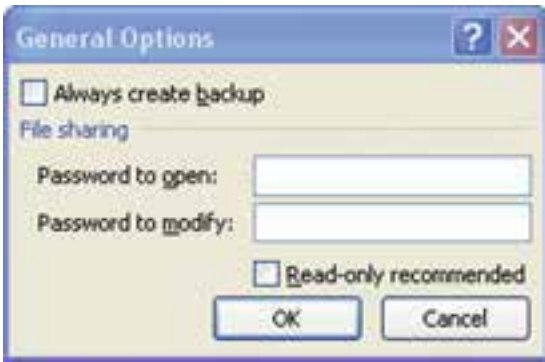 General Options
Always create backup
File sharing
Password to open:
Password to modify:
Read-only recommended
OK Cancel